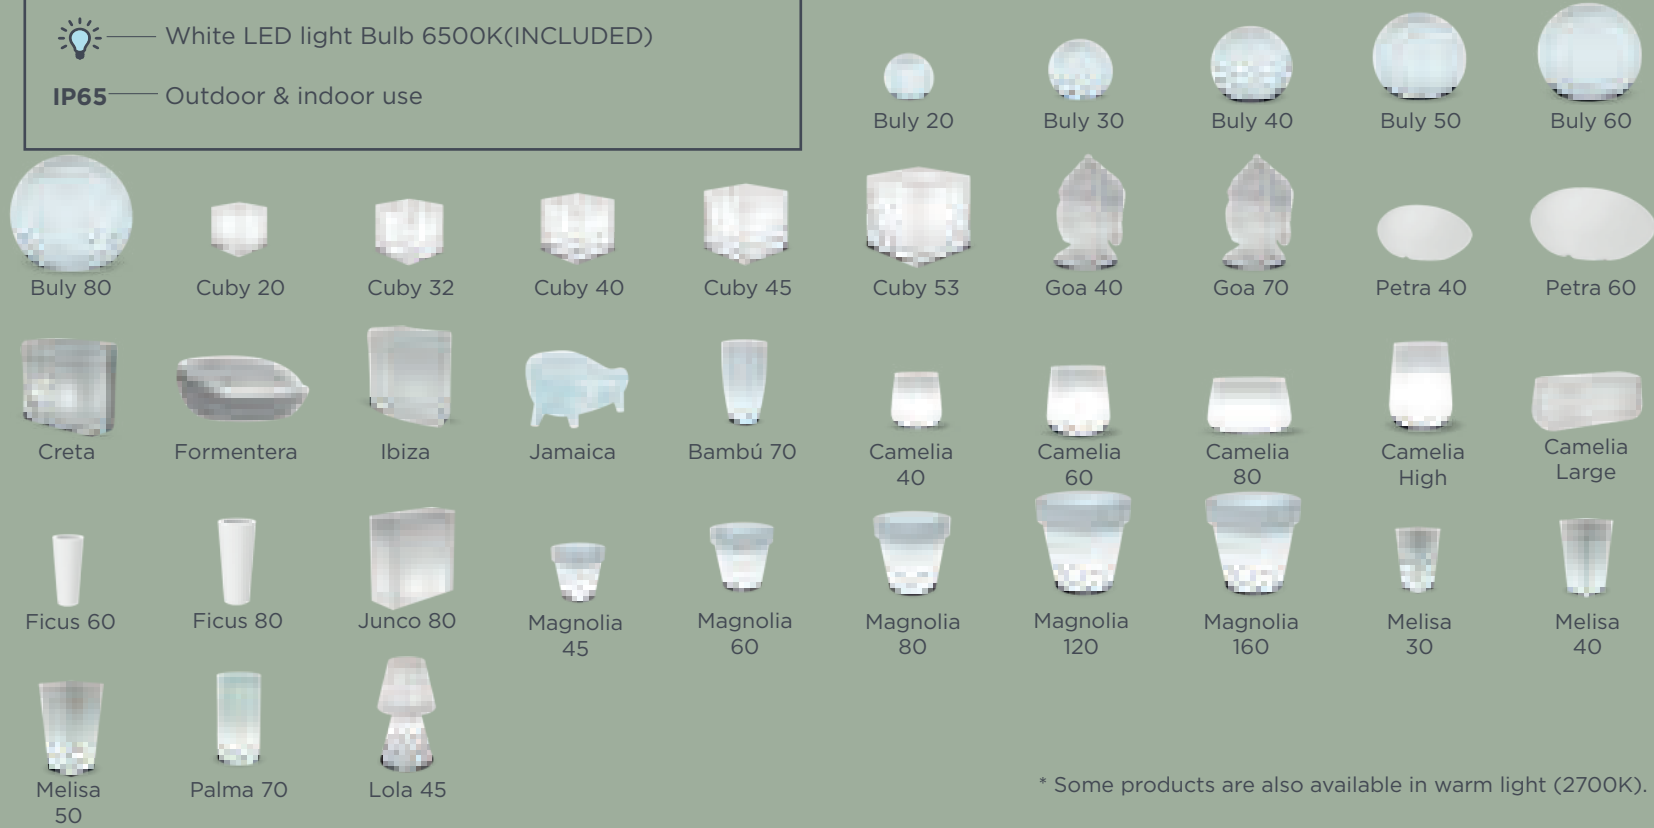 White LED light Bulb 6500K(INCLUDED)
IP65 Outdoor & indoor use
Buly 20
Buly 30
Buly 40
Buly 50
Buly 60
Buly 80
Cuby 20
Cuby 32
Cuby 40
Cuby 45
Cuby 53
Goa 40
Goa 70
Petra 40
Petra 60
Creta
Formentera
Ibiza
Jamaica
Bambú 70
Camelia
40
Camelia
60
Camelia
80
Camelia
High
Camelia
Large
Ficus 60
Ficus 80
Junco 80
Magnolia
45
Magnolia
60
Magnolia
80
Magnolia
120
Magnolia
160
Melisa
30
Melisa
40
Melisa
50
Palma 70
Lola 45
* Some products are also available in warm light (2700K).